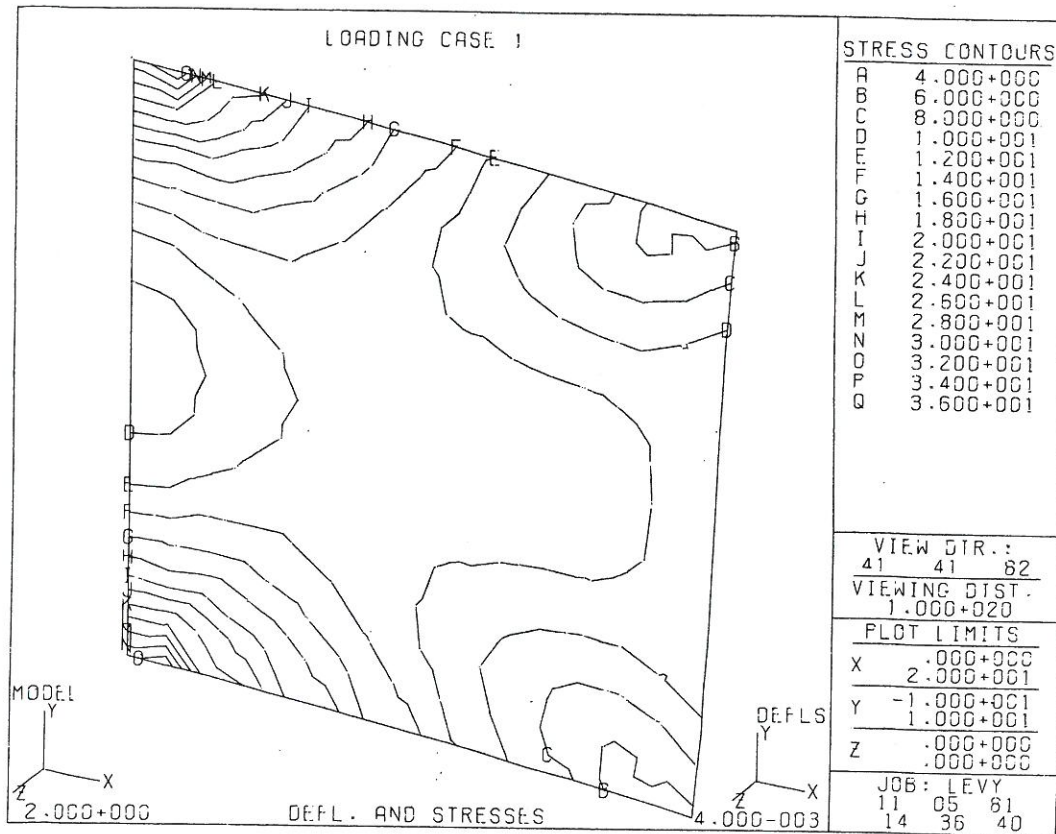 LOADING CASE 1
STRESS CONTOURS
A 4.000+000
B 6.000+000
C 8.000+000
D 1.000+001
E 1.200+001
F 1.400+001
G 1.600+001
H 1.800+001
I 2.000+001
J 2.200+001
K 2.400+001
L 2.600+001
M 2.800+001
N 3.000+001
O 3.200+001
P 3.400+001
Q 3.600+001
N M L
K J I
H G
F E
B
C
D
D
E
F
G
H
I
J
K
N
O
C
B
VIEW DIR.:
41 41 82
VIEWING DIST.
1.000+020
PLOT LIMITS
X .000+000
2.000+001
Y -1.000+001
1.000+001
Z .000+000
.000+000
JOB: LEVY
11 05 81
14 36 40
MODEL
Y
X
Z
2.000+000
DEFL. AND STRESSES
DEFLS
Y
X
Z
4.000-003